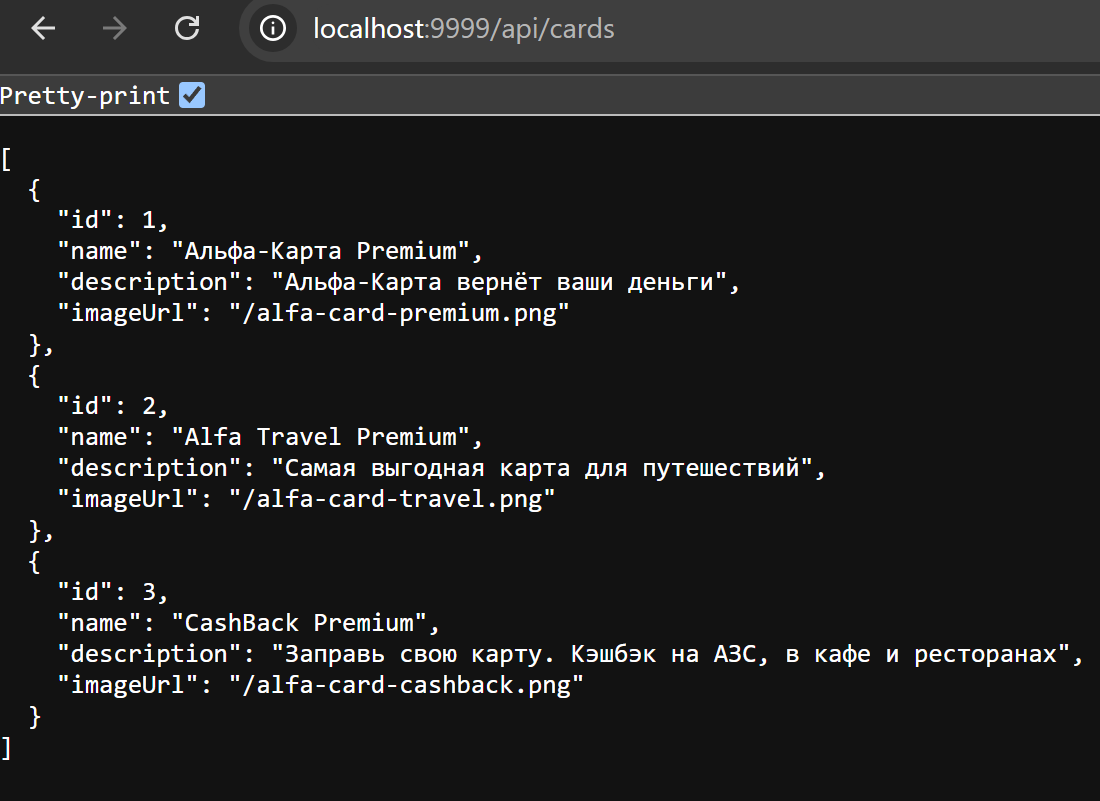 localhost:9999/api/cards
Pretty-print
[
  {
    "id": 1,
    "name": "Альфа-Карта Premium",
    "description": "Альфа-Карта вернёт ваши деньги",
    "imageUrl": "/alfa-card-premium.png"
  },
  {
    "id": 2,
    "name": "Alfa Travel Premium",
    "description": "Самая выгодная карта для путешествий",
    "imageUrl": "/alfa-card-travel.png"
  },
  {
    "id": 3,
    "name": "CashBack Premium",
    "description": "Заправь свою карту. Кэшбэк на АЗС, в кафе и ресторанах",
    "imageUrl": "/alfa-card-cashback.png"
  }
]